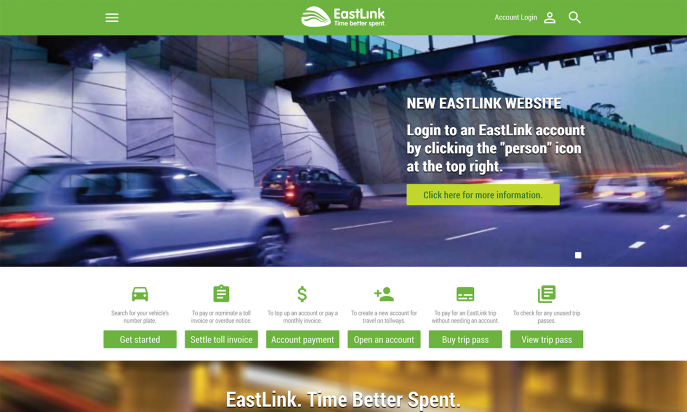 EastLink
Time better spent.
Account Login
NEW EASTLINK WEBSITE
Login to an EastLink account
by clicking the "person" icon
at the top right.
Click here for more information.
Search for your vehicle's
number plate.
Get started
To pay or nominate a toll
invoice or overdue notice.
Settle toll invoice
To top up an account or pay a
monthly invoice.
Account payment
To create a new account for
travel on tollways.
Open an account
To pay for an EastLink trip
without needing an account.
Buy trip pass
To check for any unused trip
passes.
View trip pass
EastLink. Time Better Spent.